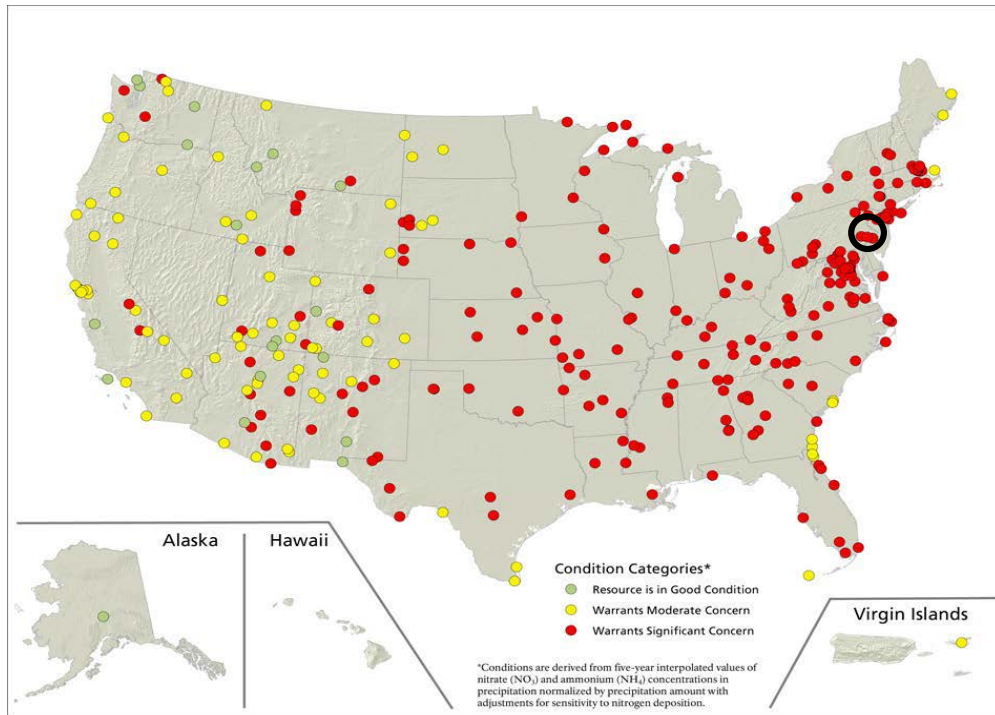 Alaska
Hawaii
Condition Categories*
Resource is in Good Condition
Warrants Moderate Concern
Warrants Significant Concern
*Conditions are derived from five-year interpolated values of
nitrate (NO3) and ammonium (NH4) concentrations in
precipitation normalized by precipitation amount with
adjustments for sensitivity to nitrogen deposition.
Virgin Islands